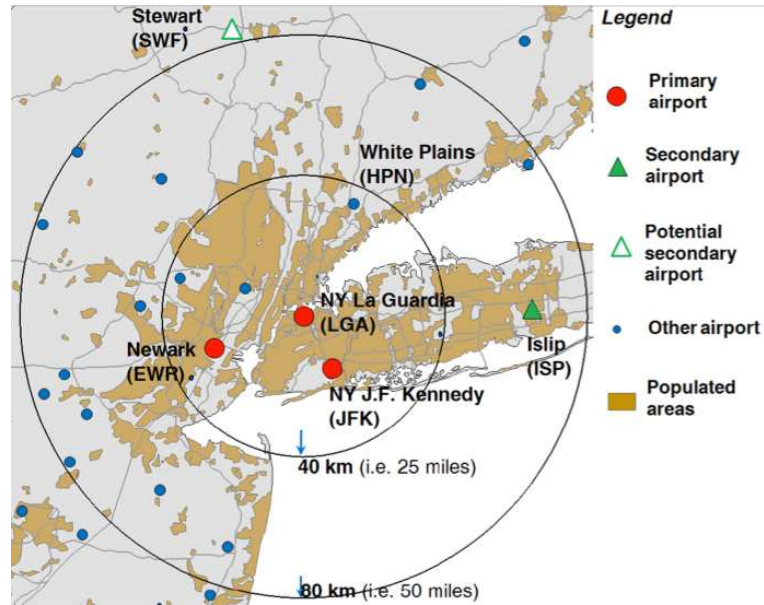 Stewart
(SWF)
White Plains
(HPN)
NY La Guardia
(LGA)
Newark
(EWR)
Islip
(ISP)
NY J.F. Kennedy
(JFK)
40 km (i.e. 25 miles)
80 km (i.e. 50 miles)
Legend
Primary
airport
Secondary
airport
Potential
secondary
airport
Other airport
Populated
areas